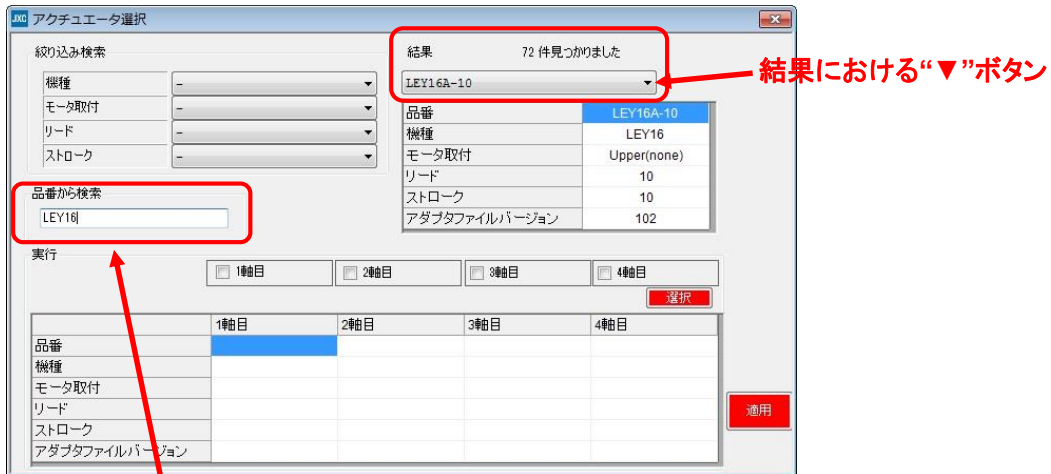 JXC アクチュエータ選択
絞り込み検索
機種 -
モータ取付 -
リード -
ストローク -
品番から検索
LEY16
結果 72 件見つかりました
LEY16A-10
結果における“▼”ボタン
品番 LEY16A-10
機種 LEY16
モータ取付 Upper(none)
リード 10
ストローク 10
アダプタファイルバージョン 102
実行
1軸目 2軸目 3軸目 4軸目
選択
1軸目 2軸目 3軸目 4軸目
品番
機種
モータ取付
リード
ストローク
アダプタファイルバージョン
適用